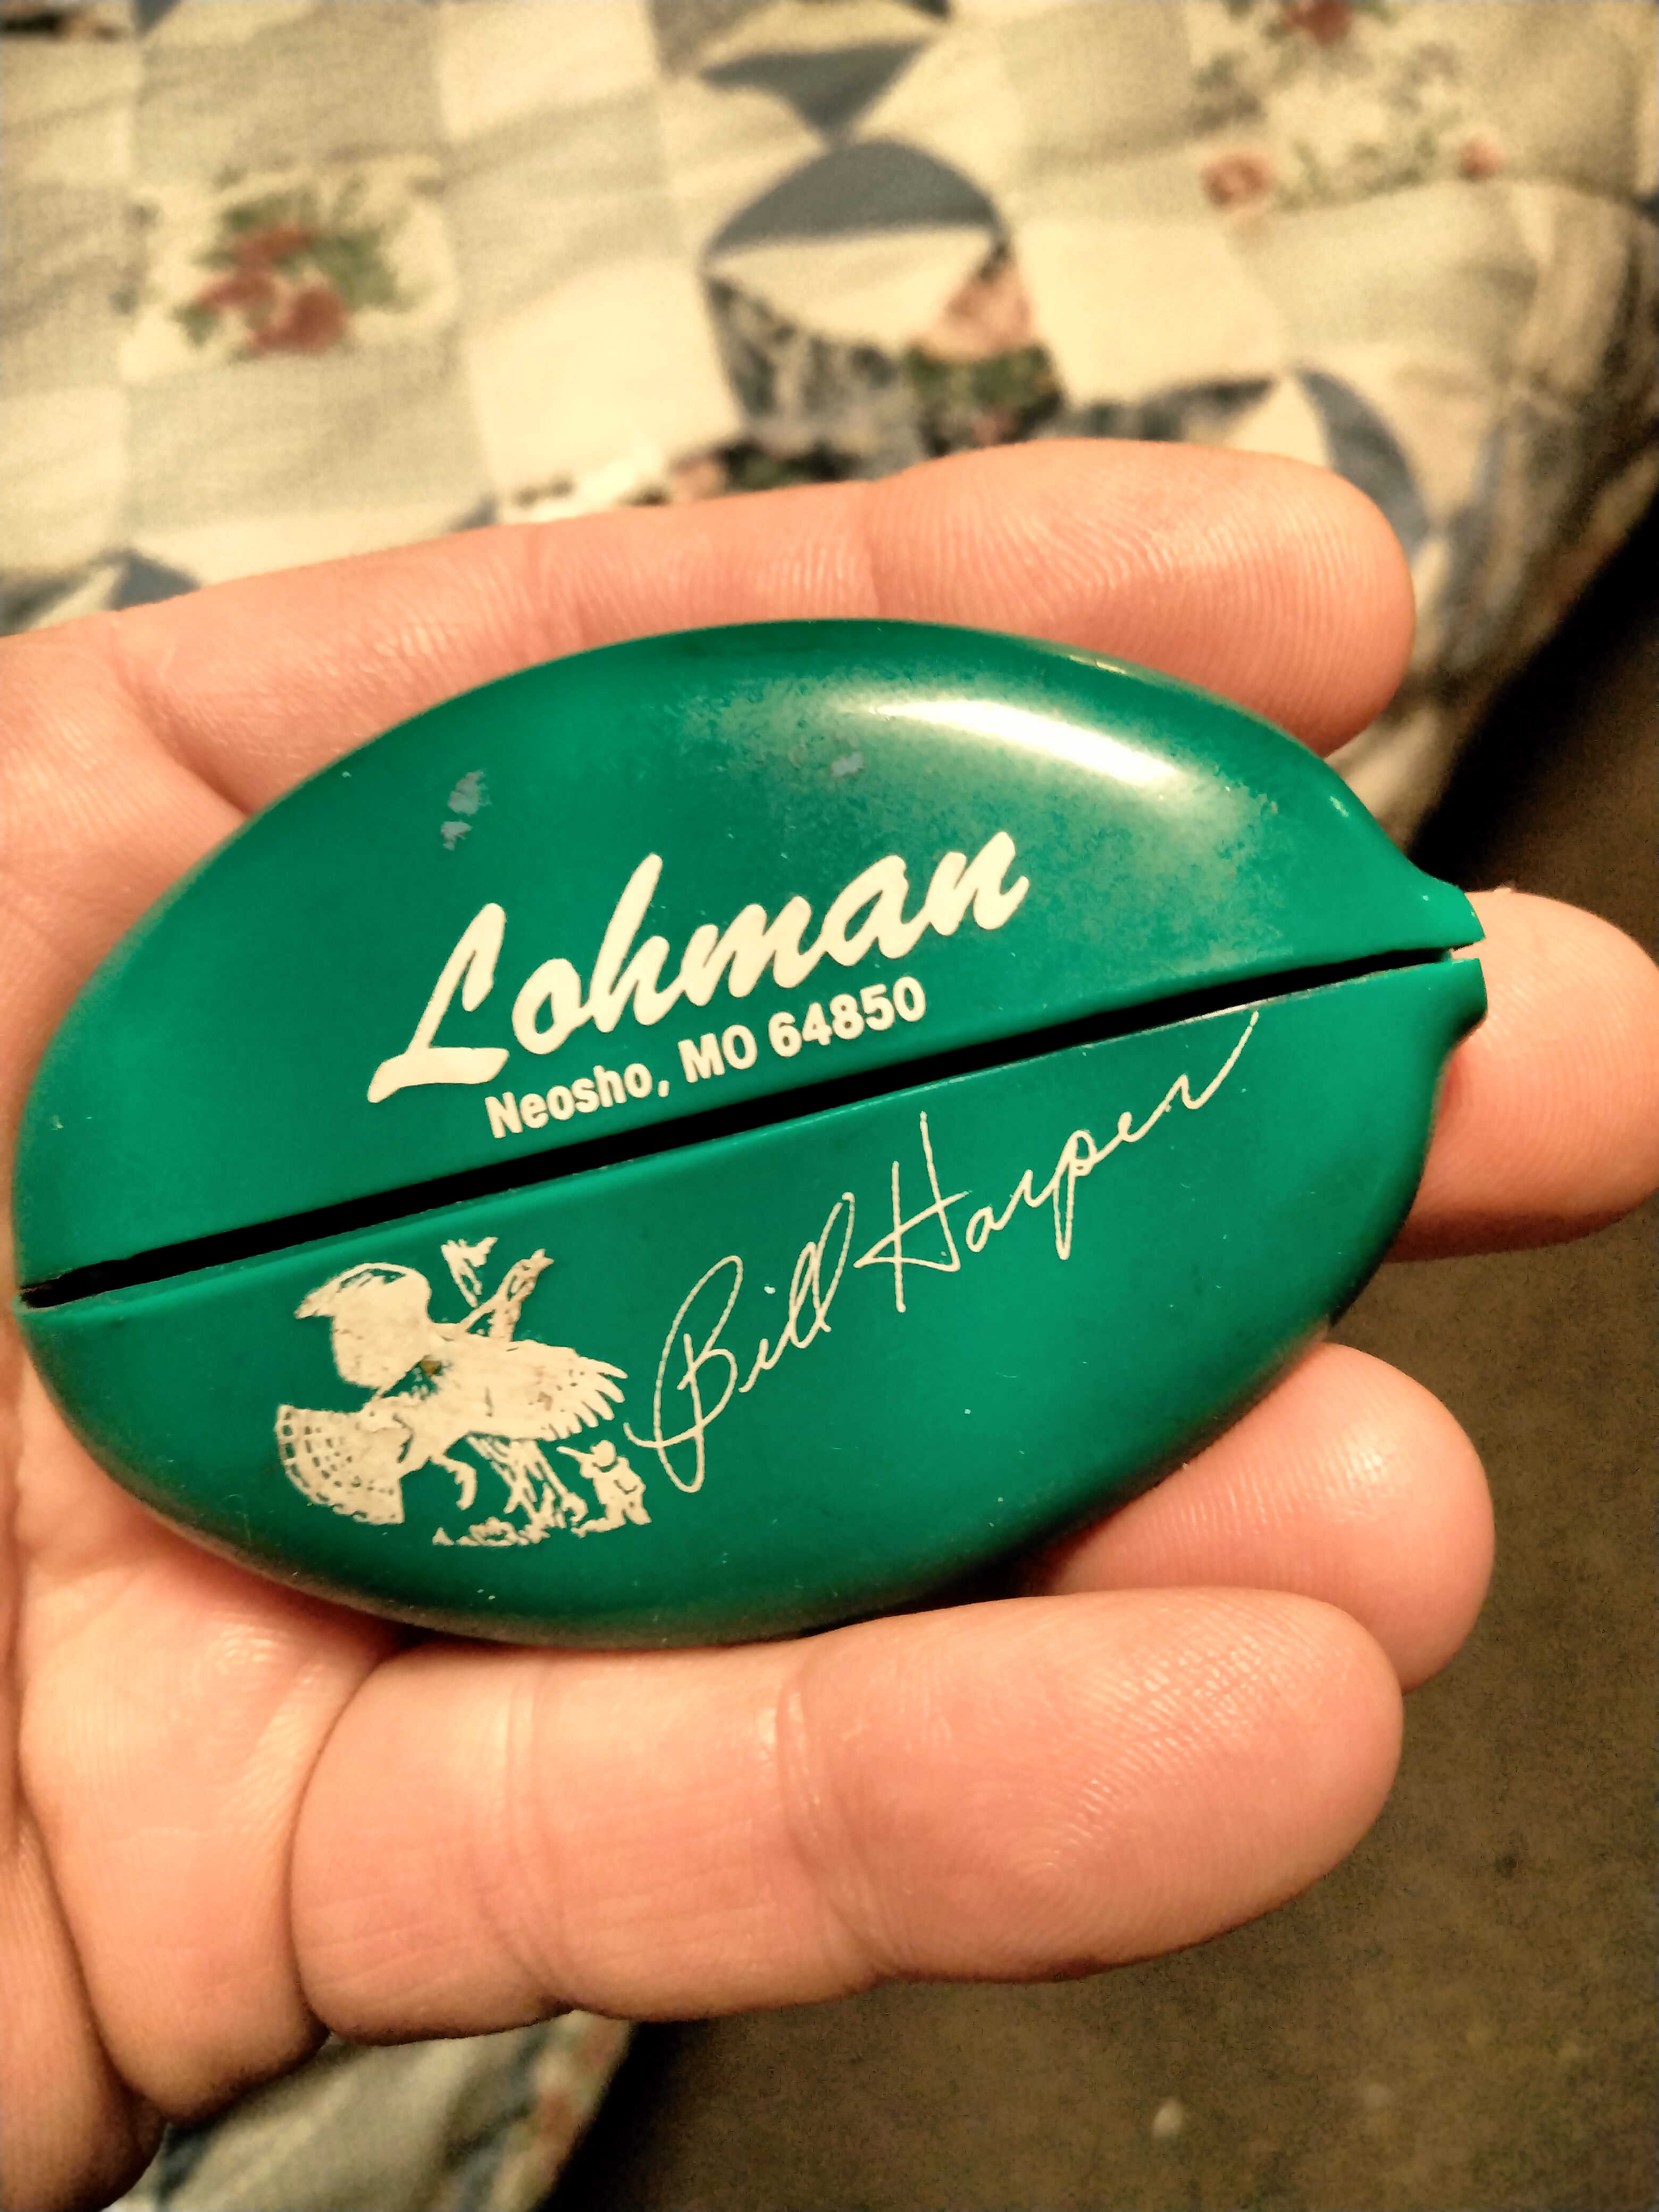 Lohman
Neosho, MO 64850
Bill Harper